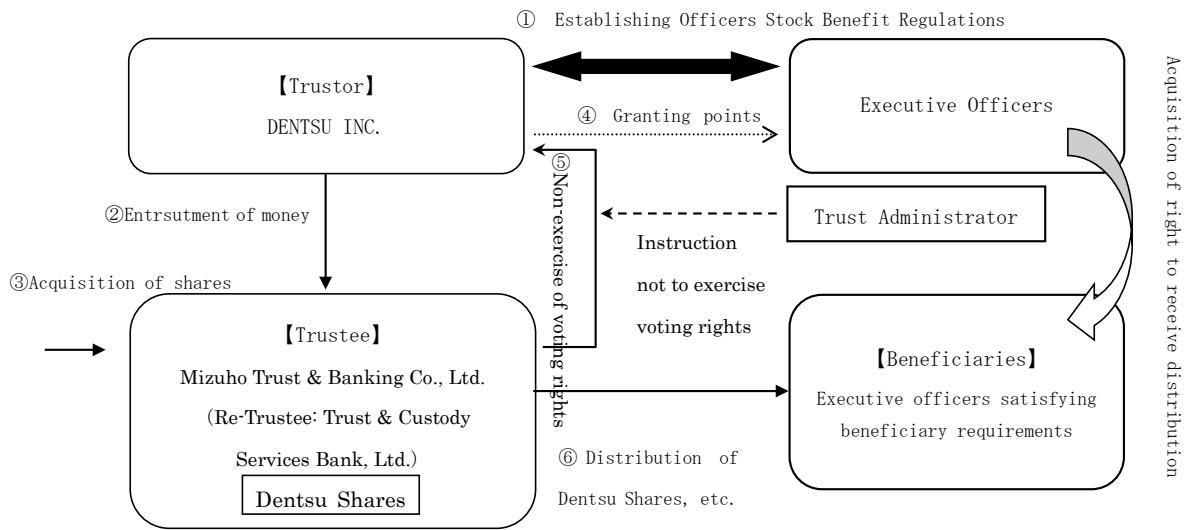 ① Establishing Officers Stock Benefit Regulations
【Trustor】
DENTSU INC.
Executive Officers
④ Granting points
⑤Non-exercise of voting rights
②Entrsutment of money
Trust Administrator
Instruction
not to exercise
voting rights
Acquisition of right to receive distribution
③Acquisition of shares
【Trustee】
Mizuho Trust & Banking Co., Ltd.
(Re-Trustee: Trust & Custody
Services Bank, Ltd.)
Dentsu Shares
【Beneficiaries】
Executive officers satisfying
beneficiary requirements
⑥ Distribution of
Dentsu Shares, etc.